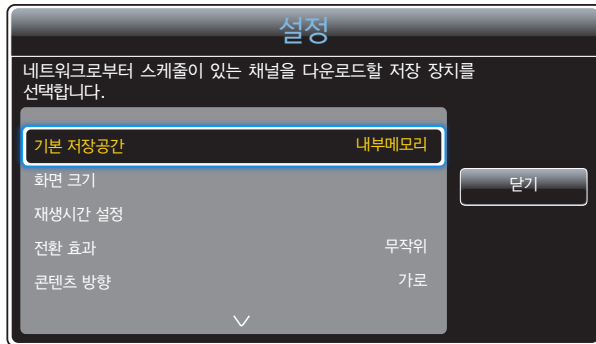 설정
네트워크로부터 스케줄이 있는 채널을 다운로드할 저장 장치를
선택합니다.
기본 저장공간 내부메모리
화면 크기
닫기
재생시간 설정
전환 효과 무작위
콘텐츠 방향 가로